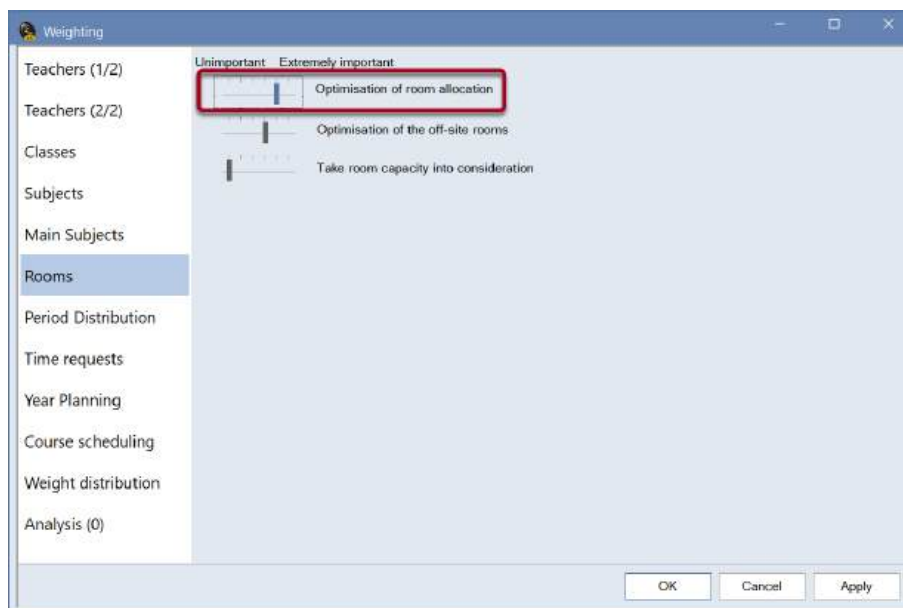 Weighting
Teachers (1/2)
Teachers (2/2)
Classes
Subjects
Main Subjects
Rooms
Period Distribution
Time requests
Year Planning
Course scheduling
Weight distribution
Analysis (0)
Unimportant Extremely important
Optimisation of room allocation
Optimisation of the off-site rooms
Take room capacity into consideration
OK Cancel Apply